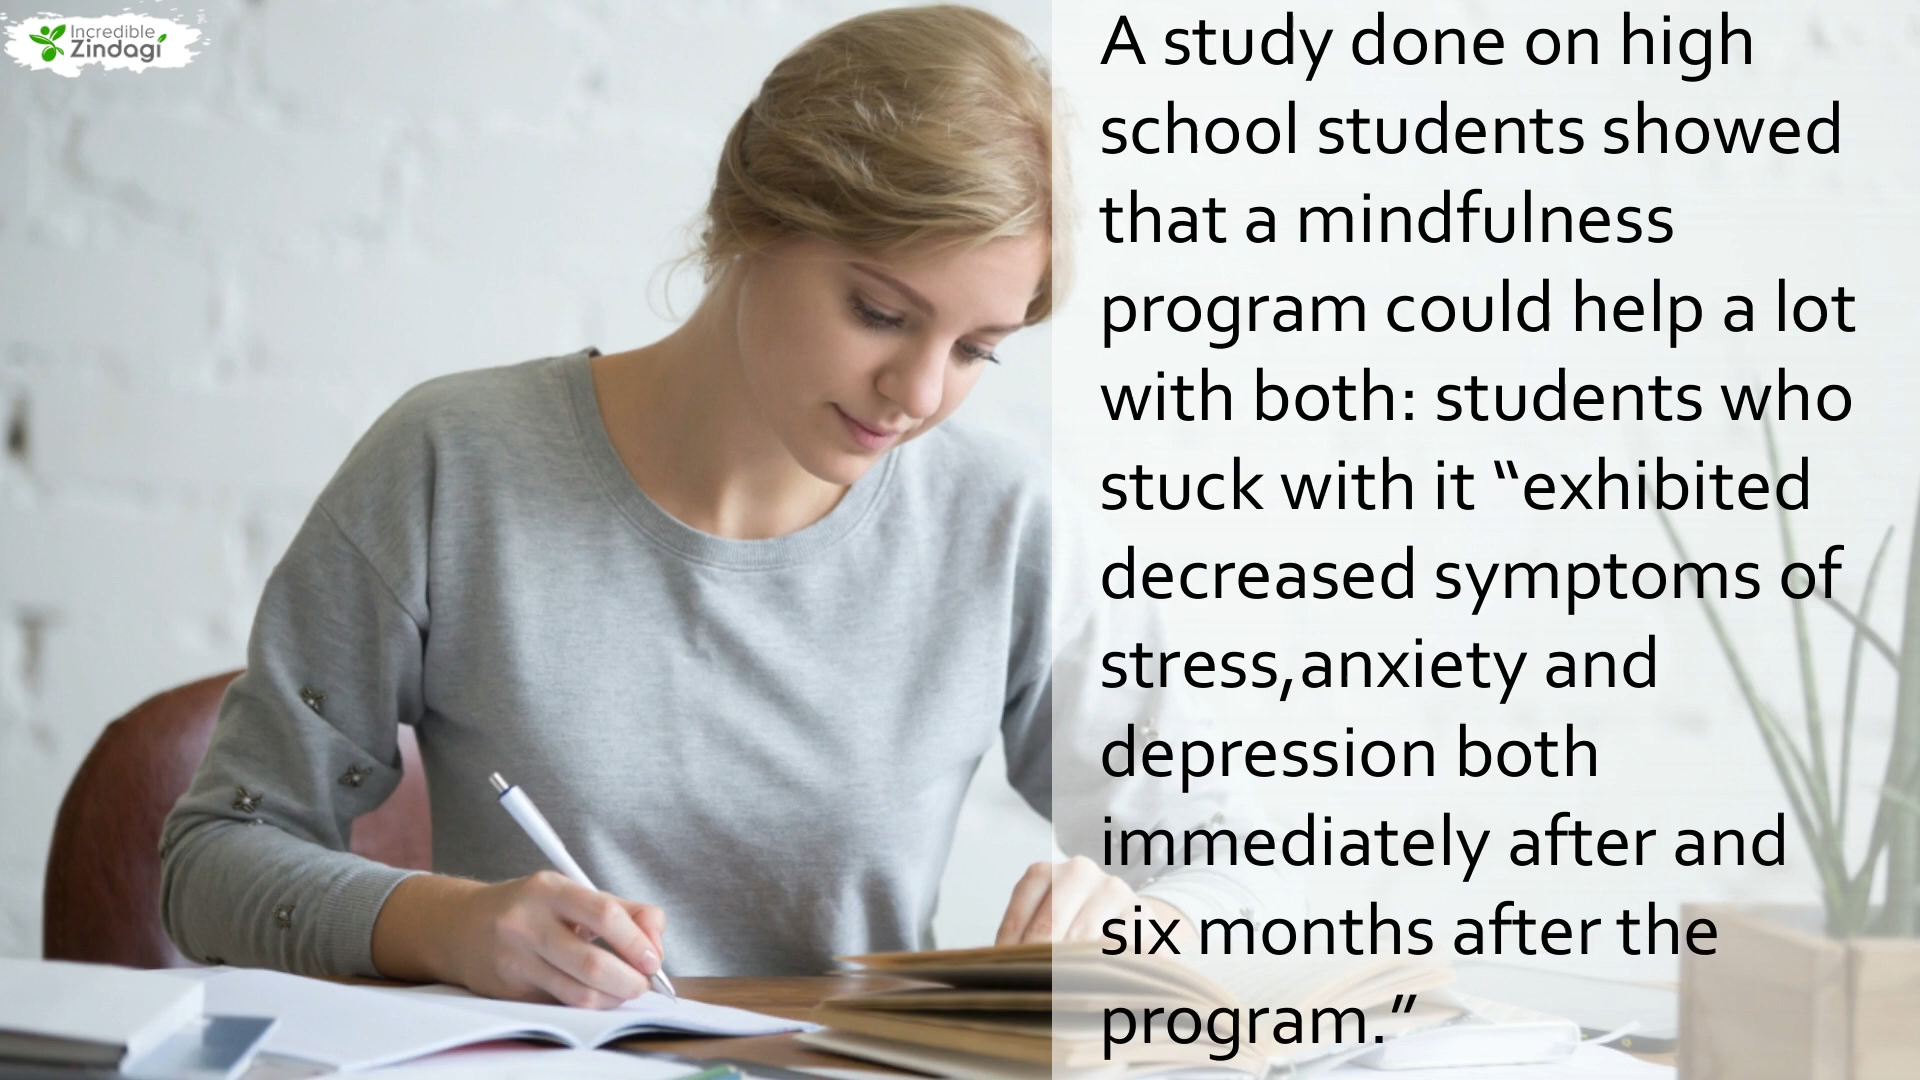 Incredible
Zindagi
A study done on high
school students showed
that a mindfulness
program could help a lot
with both: students who
stuck with it “exhibited
decreased symptoms of
stress,anxiety and
depression both
immediately after and
six months after the
program.”